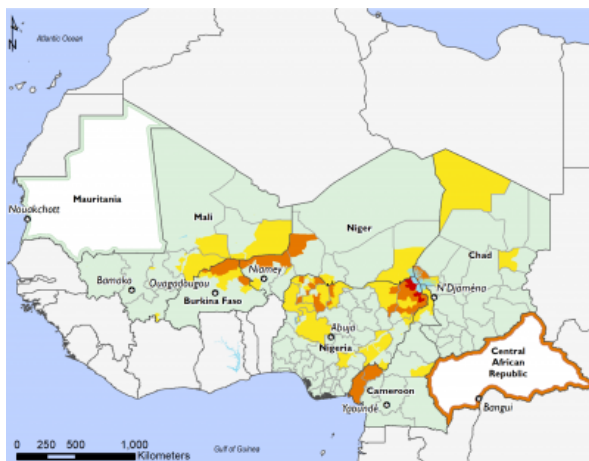 N
Atlantic Ocean
Mauritania
Nouakchott
Mali
Niger
Chad
Niamey
Bamako
Ouagadougou
N'Djaména
Burkina Faso
Abuja
Nigeria
Central
African
Republic
Cameroon
Yaoundé
Bangui
0 250 500 1,000
Kilometers
Gulf of Guinea